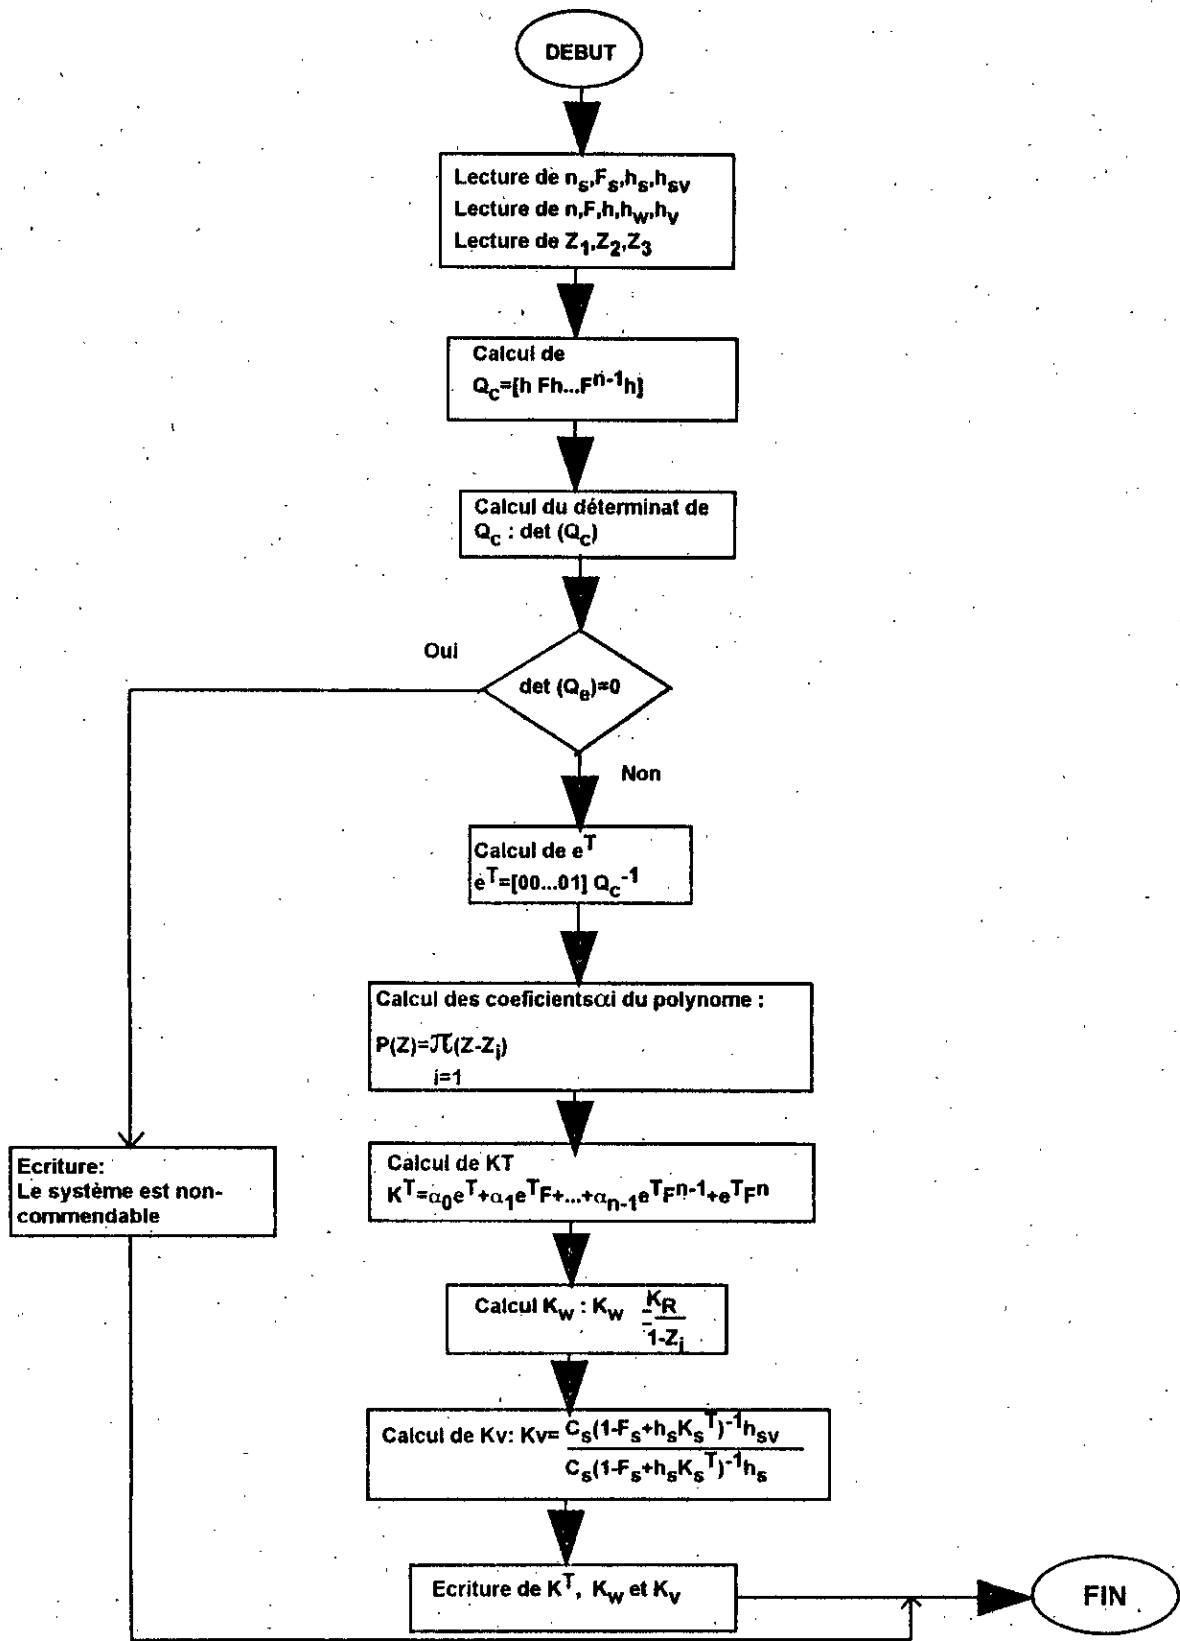 DEBUT
Lecture de n_s,F_s,h_s,h_sv
Lecture de n,F,h,h_w,h_v
Lecture de Z_1,Z_2,Z_3
Calcul de
Q_c=[h Fh...F^n-1h]
Calcul du déterminat de
Q_c : det (Q_c)
Oui
det (Q_e)=0
Non
Calcul de e^T
e^T=[00...01] Q_c^-1
Calcul des coeficientsαi du polynome :
P(Z)=π(Z-Z_i)
i=1
Ecriture:
Le système est non-
commendable
Calcul de KT
K^T=α_0e^T+α_1e^TF+...+α_n-1e^TF^n-1+e^TF^n
Calcul K_w : K_w = K_R
1-Z_i
Calcul de Kv: Kv= C_s(1-F_s+h_sK_s^T)^-1h_sv
C_s(1-F_s+h_sK_s^T)^-1h_s
Ecriture de K^T, K_w et K_v
FIN